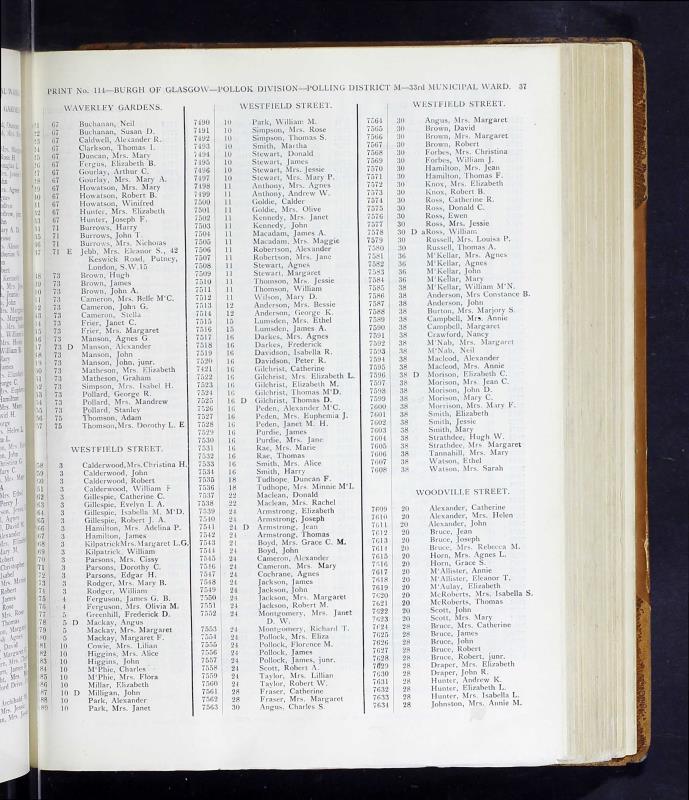 PRINT No. 114—BURGH OF GLASGOW—POLLOK DIVISION—POLLING DISTRICT M—33rd MUNICIPAL WARD. 37
WAVERLEY GARDENS.
67 Buchanan, Neil
67 Buchanan, Susan D.
67 Caldwell, Alexander R.
67 Clarkson, Thomas I.
67 Duncan, Mrs. Mary
67 Fergus, Elizabeth B.
67 Gourlay, Arthur C.
67 Gourlay, Mrs. Mary A.
67 Howatson, Mrs. Mary
67 Howatson, Robert B.
67 Howatson, Winifred
67 Hunter, Mrs. Elizabeth
67 Hunter, Joseph F.
71 Burrows, Harry
71 Burrows, John T.
71 Burrows, Mrs. Nicholas
71 E Jebb, Mrs. Eleanor S., 42
Keswick Road, Putney,
London, S.W.15
73 Brown, Hugh
73 Brown, James
73 Brown, John A.
73 Cameron, Mrs. Belle M'C.
73 Cameron, John G.
73 Cameron, Stella
73 Frier, Janet C.
73 Frier, Mrs. Margaret
73 Manson, Agnes G
73 D Manson, Alexander
73 Manson, John
73 Manson, John, junr.
73 Matheson, Mrs. Elizabeth
73 Matheson, Graham
73 Simpson, Mrs. Isabel H.
73 Pollard, George R.
73 Pollard, Mrs. Mandrew
73 Pollard, Stanley
75 Thomson, Adam
75 Thomson, Mrs. Dorothy L. E
WESTFIELD STREET.
3 Calderwood, Mrs. Christina H.
3 Calderwood, John
3 Calderwood, Robert
3 Calderwood, William F
3 Gillespie, Catherine C.
3 Gillespie, Evelyn I. A.
3 Gillespie, Isabella M. M'D.
3 Gillespie, Robert J. A.
3 Hamilton, Mrs. Adelina P.
3 Hamilton, James
3 Kilpatrick Mrs. Margaret L.G.
3 Kilpatrick, William
3 Parsons, Mrs. Cissy
3 Parsons, Dorothy C.
3 Parsons, Edgar H.
3 Rodger, Mrs. Mary B.
3 Rodger, William
4 Ferguson, James G. B.
4 Ferguson, Mrs. Olivia M.
5 Greenhill, Frederick D.
5 D Mackay, Angus
5 Mackay, Mrs. Margaret
5 Mackay, Margaret F.
10 Cowie, Mrs. Lilian
10 Higgins, Mrs. Alice
10 Higgins, John
10 M'Phie, Charles
10 M'Phie, Mrs. Flora
10 Millar, Elizabeth
10 D Milligan, John
10 Park, Alexander
10 Park, Mrs. Janet
WESTFIELD STREET.
7490 10 Park, William M.
7491 10 Simpson, Mrs. Rose
7492 10 Simpson, Thomas S.
7493 10 Smith, Martha
7494 10 Stewart, Donald
7495 10 Stewart, James
7496 10 Stewart, Mrs. Jessie
7497 10 Stewart, Mrs. Mary P.
7498 11 Anthony, Mrs. Agnes
7499 11 Anthony, Andrew W.
7500 11 Goldie, Calder
7501 11 Goldie, Mrs. Olive
7502 11 Kennedy, Mrs. Janet
7503 11 Kennedy, John
7504 11 Macadam, James A.
7505 11 Macadam, Mrs. Maggie
7506 11 Robertson, Alexander
7507 11 Robertson, Mrs. Jane
7508 11 Stewart, Agnes
7509 11 Stewart, Margaret
7510 11 Thomson, Mrs. Jessie
7511 11 Thomson, William
7512 11 Wilson, Mary D.
7513 12 Anderson, Mrs. Bessie
7514 12 Anderson, George K.
7515 15 Lumsden, Mrs. Ethel
7516 15 Lumsden, James A.
7517 16 Darkes, Mrs. Agnes
7518 16 Darkes, Frederick
7519 16 Davidson, Isabella R.
7520 16 Davidson, Peter R.
7421 16 Gilchrist, Catherine
7522 16 Gilchrist, Mrs. Elizabeth L.
7523 16 Gilchrist, Elizabeth M.
7524 16 Gilchrist, Thomas M'D.
7525 16 D Gilchrist, Thomas D.
7526 16 Peden, Alexander M'C.
7527 16 Peden, Mrs. Euphemia J.
7528 16 Peden, Janet M. H.
7529 16 Purdie, James
7530 16 Purdie, Mrs. Jane
7531 16 Rae, Mrs. Marie
7532 16 Rae, Thomas
7533 16 Smith, Mrs. Alice
7534 16 Smith, Harry
7535 18 Tudhope, Duncan F.
7536 18 Tudhope, Mrs. Minnie M'I.
7537 22 Maclean, Donald
7538 22 Maclean, Mrs. Rachel
7539 24 Armstrong, Elizabeth
7540 24 Armstrong, Joseph
7541 24 D Armstrong, Jean
7542 24 Armstrong, Thomas
7543 24 Boyd, Mrs. Grace C. M.
7544 24 Boyd, John
7545 24 Cameron, Alexander
7546 24 Cameron, Mrs. Mary
7547 24 Cochrane, Agnes
7548 24 Jackson, James
7549 24 Jackson, John
7550 24 Jackson, Mrs. Margaret
7551 24 Jackson, Robert M.
7552 24 Montgomery, Mrs. Janet
D. W.
7553 24 Montgomery, Richard T.
7554 24 Pollock, Mrs. Eliza
7555 24 Pollock, Florence M.
7556 24 Pollock, James
7557 24 Pollock, James, junr.
7558 24 Scott, Robert A.
7559 24 Taylor, Mrs. Lillian
7560 24 Taylor, Robert W.
7561 28 Fraser, Catherine
7562 28 Fraser, Mrs. Margaret
7563 30 Angus, Charles S.
WESTFIELD STREET.
7564 30 Angus, Mrs. Margaret
7565 30 Brown, David
7566 30 Brown, Mrs. Margaret
7567 30 Brown, Robert
7568 30 Forbes, Mrs. Christina
7569 30 Forbes, William J.
7570 30 Hamilton, Mrs. Jean
7571 30 Hamilton, Thomas F.
7572 30 Knox, Mrs. Elizabeth
7573 30 Knox, Robert B.
7574 30 Ross, Catherine R.
7575 30 Ross, Donald C.
7576 30 Ross, Ewen
7577 30 Ross, Mrs. Jessie
7578 30 D aRoss, William
7579 30 Russell, Mrs. Louisa P.
7580 30 Russell, Thomas A.
7581 36 M'Kellar, Mrs. Agnes
7582 36 M'Kellar, Agnes
7583 36 M'Kellar, John
7584 36 M'Kellar, Mary
7585 38 M'Kellar, William M'N.
7586 38 Anderson, Mrs Constance B.
7587 38 Anderson, John
7588 38 Burton, Mrs. Marjory S.
7589 38 Campbell, Mrs. Annie
7590 38 Campbell, Margaret
7591 38 Crawford, Nancy
7592 38 M'Nab, Mrs. Margaret
7593 38 M'Nab, Neil
7594 38 Macleod, Alexander
7595 38 Macleod, Mrs. Annie
7596 38 D Morison, Elizabeth C.
7597 38 Morison, Mrs. Jean C.
7598 38 Morison, John D.
7599 38 Morison, Mary C.
7600 38 Morrison, Mrs. Mary F.
7601 38 Smith, Elizabeth
7602 38 Smith, Jessie
7603 38 Smith, Mary
7604 38 Strathdee, Hugh W.
7605 38 Strathdee, Mrs. Margaret
7606 38 Tannahill, Mrs. Mary
7607 38 Watson, Ethel
7608 38 Watson, Mrs. Sarah
WOODVILLE STREET.
7609 20 Alexander, Catherine
7610 20 Alexander, Mrs. Helen
7611 20 Alexander, John
7612 20 Bruce, Jean
7613 20 Bruce, Joseph
7614 20 Bruce, Mrs. Rebecca M.
7615 20 Horn, Mrs. Agnes L.
7616 20 Horn, Grace S.
7617 20 M'Allister, Annie
7618 20 M'Allister, Eleanor T.
7619 20 M'Aulay, Elizabeth
7620 20 McRoberts, Mrs. Isabella S.
7621 20 McRoberts, Thomas
7622 20 Scott, John
7623 20 Scott, Mrs. Mary
7624 28 Bruce, Mrs. Catherine
7625 28 Bruce, James
7626 28 Bruce, John
7627 28 Bruce, Robert
7628 28 Bruce, Robert, junr.
7629 28 Draper, Mrs. Elizabeth
7630 28 Draper, John R.
7631 28 Hunter, Andrew K.
7632 28 Hunter, Elizabeth L.
7633 28 Hunter, Mrs. Isabella L.
7634 28 Johnston, Mrs. Annie M.